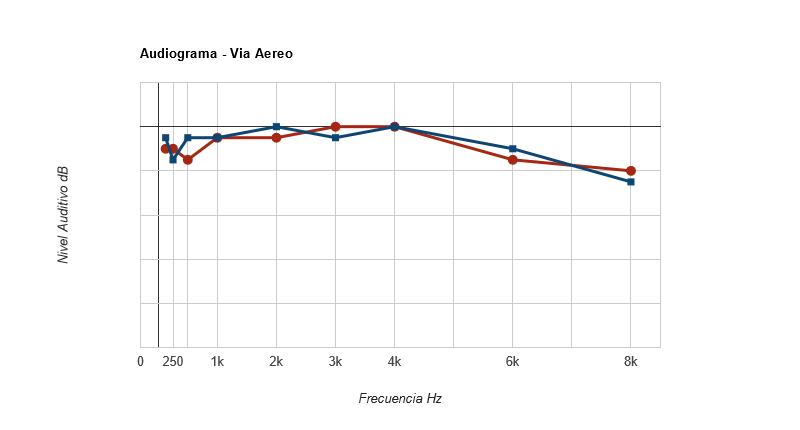 Audiograma - Via Aereo
Nivel Auditivo dB
0 250 1k 2k 3k 4k 6k 8k
Frecuencia Hz